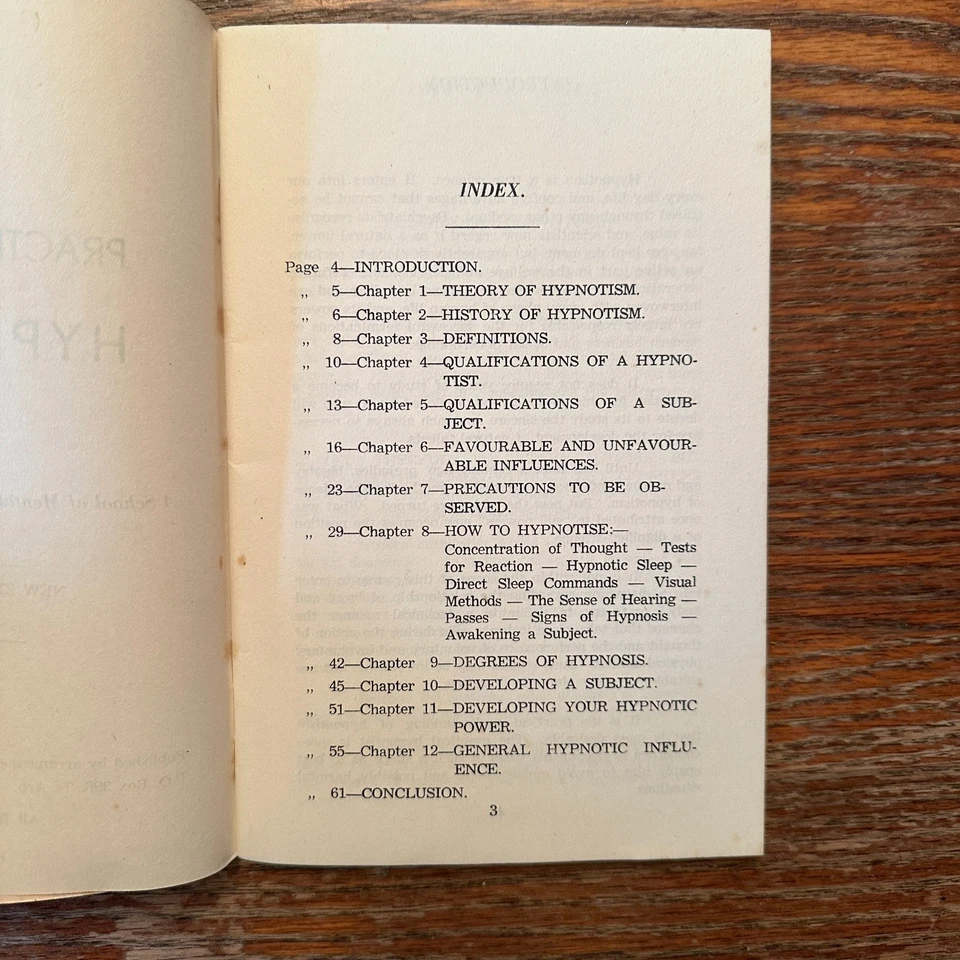 INDEX.
Page 4—INTRODUCTION.
„ 5—Chapter 1—THEORY OF HYPNOTISM.
„ 6—Chapter 2—HISTORY OF HYPNOTISM.
„ 8—Chapter 3—DEFINITIONS.
„ 10—Chapter 4—QUALIFICATIONS OF A HYPNO-
TIST.
„ 13—Chapter 5—QUALIFICATIONS OF A SUB-
JECT.
„ 16—Chapter 6—FAVOURABLE AND UNFAVOUR-
ABLE INFLUENCES.
„ 23—Chapter 7—PRECAUTIONS TO BE OB-
SERVED.
„ 29—Chapter 8—HOW TO HYPNOTISE:—
Concentration of Thought — Tests
for Reaction — Hypnotic Sleep —
Direct Sleep Commands — Visual
Methods — The Sense of Hearing —
Passes — Signs of Hypnosis —
Awakening a Subject.
„ 42—Chapter 9—DEGREES OF HYPNOSIS.
„ 45—Chapter 10—DEVELOPING A SUBJECT.
„ 51—Chapter 11—DEVELOPING YOUR HYPNOTIC
POWER.
„ 55—Chapter 12—GENERAL HYPNOTIC INFLU-
ENCE.
„ 61—CONCLUSION.
3